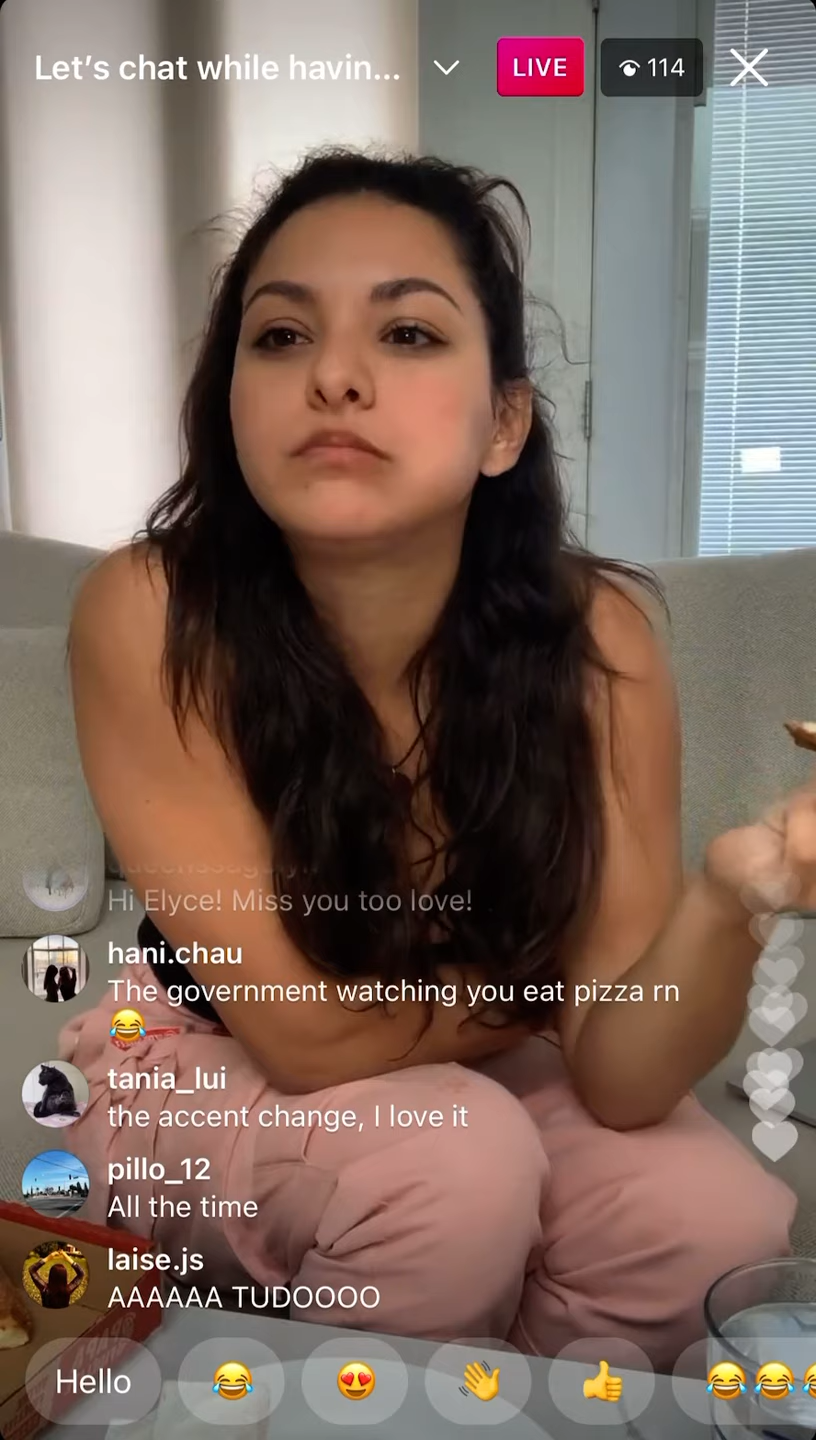 Let’s chat while havin...
LIVE
114
Hi Elyce! Miss you too love!
hani.chau
The government watching you eat pizza rn
😂
tania_lui
the accent change, I love it
pillo_12
All the time
laise.js
AAAAAA TUDOOOO
Hello 😂 😍 👋 👍 😂😂